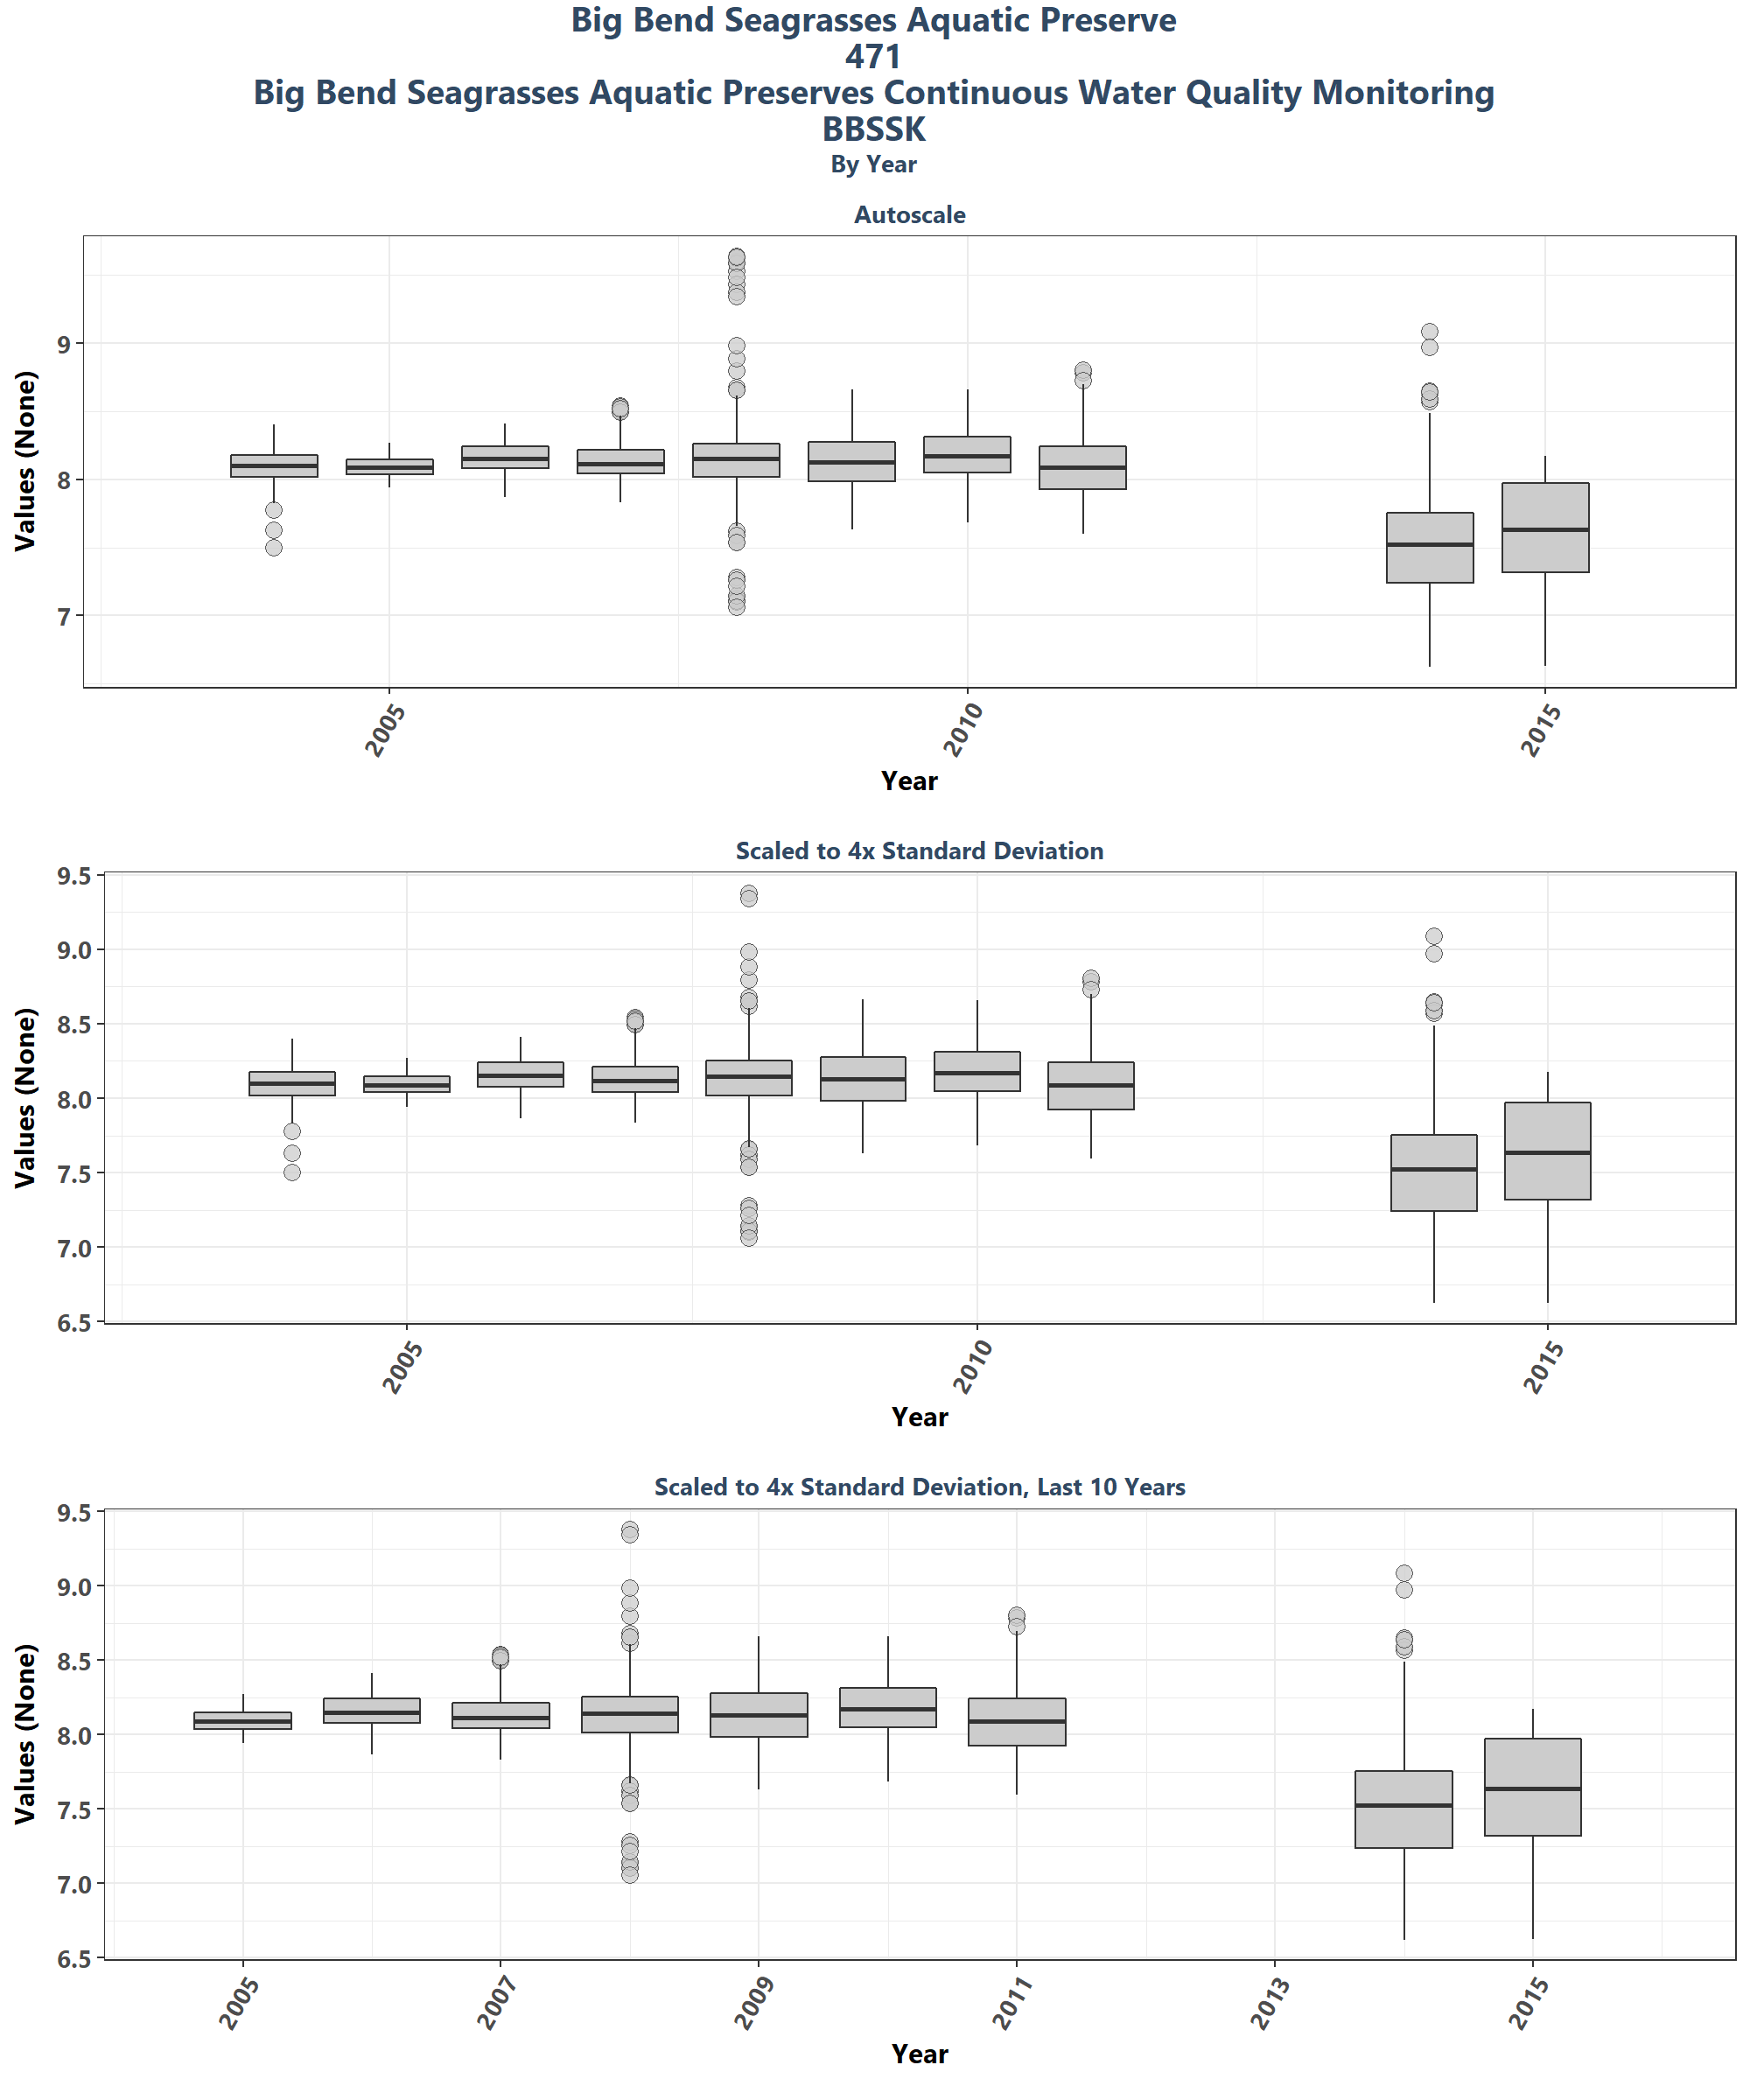 Big Bend Seagrasses Aquatic Preserve
471
Big Bend Seagrasses Aquatic Preserves Continuous Water Quality Monitoring
BBSSK
By Year
Autoscale
Values (None)
9
8
7
2005
2010
2015
Year
Scaled to 4x Standard Deviation
Values (None)
9.5
9.0
8.5
8.0
7.5
7.0
6.5
2005
2010
2015
Year
Scaled to 4x Standard Deviation, Last 10 Years
Values (None)
9.5
9.0
8.5
8.0
7.5
7.0
6.5
2005
2007
2009
2011
2013
2015
Year